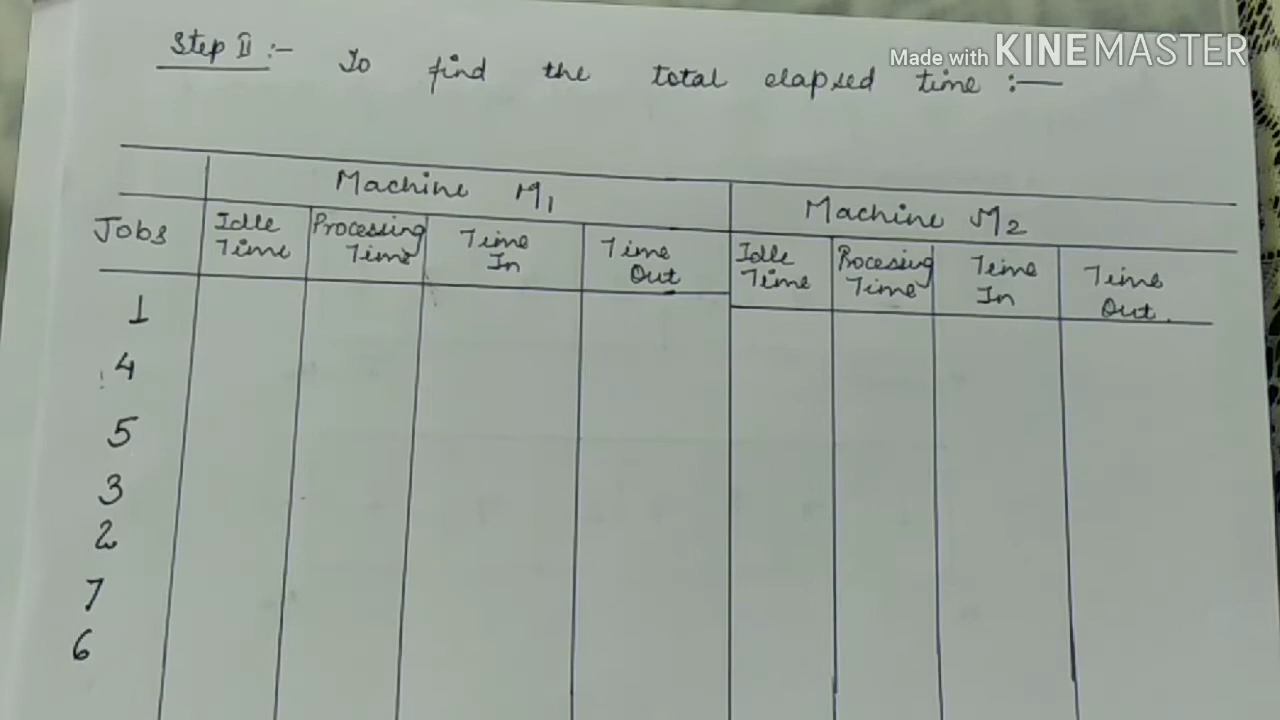 Made with KINEMASTER
Step II :- To find the total elapsed time :—
Machine M1
Machine M2
Jobs
Idle Time
Processing Time
Time In
Time Out
Idle Time
Procesing Time
Time In
Time Out.
1
4
5
3
2
7
6